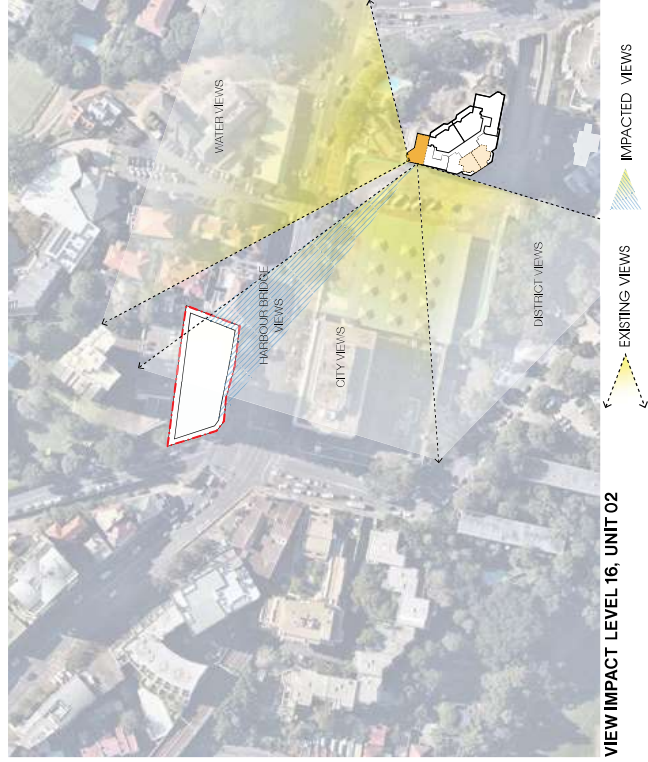 WATER VIEWS
HARBOUR BRIDGE
VIEWS
CITY VIEWS
DISTRICT VIEWS
VIEW IMPACT LEVEL 16, UNIT 02
EXISTING VIEWS
IMPACTED VIEWS